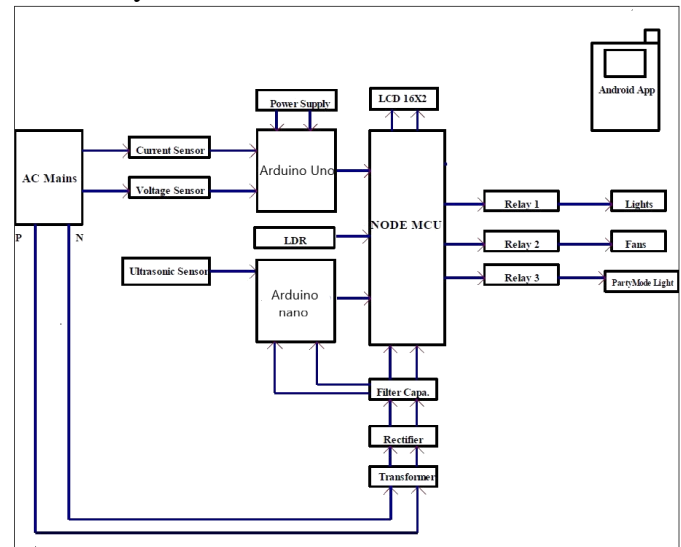 Power Supply
LCD 16X2
Android App
AC Mains
Current Sensor
Arduino Uno
Voltage Sensor
NODE MCU
Relay 1
Lights
P
N
LDR
Relay 2
Fans
Ultrasonic Sensor
Arduino
nano
Relay 3
PartyMode Light
Filter Capa.
Rectifier
Transformer